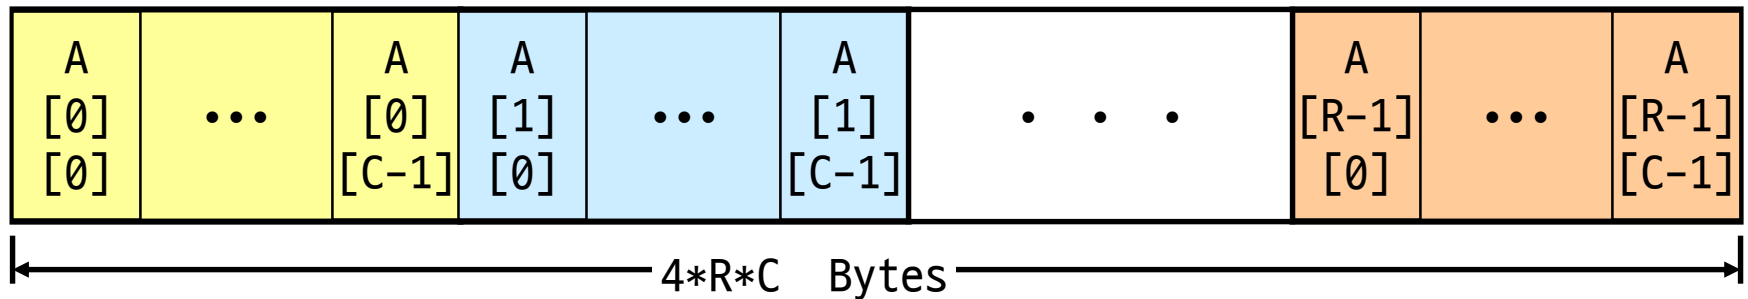 A A A A A A
[0] ••• [0] [1] ••• [1] • • • [R-1] ••• [R-1]
[0] [C-1] [0] [C-1] [0] [C-1]
4*R*C Bytes